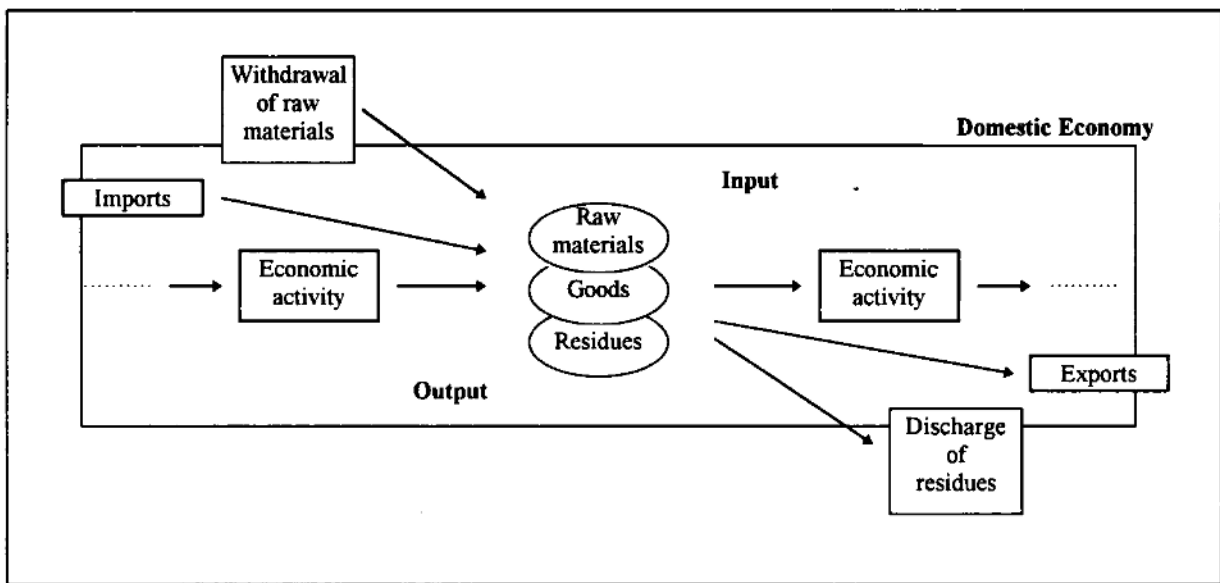 Withdrawal
of raw
materials
Domestic Economy
Imports
Input
Raw
materials
Economic
activity
Goods
Economic
activity
Residues
Exports
Output
Discharge
of
residues